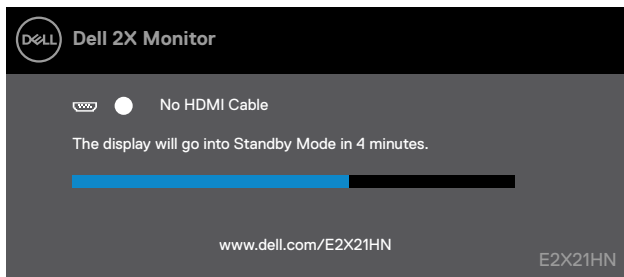 DELL Dell 2X Monitor
No HDMI Cable
The display will go into Standby Mode in 4 minutes.
www.dell.com/E2X21HN
E2X21HN